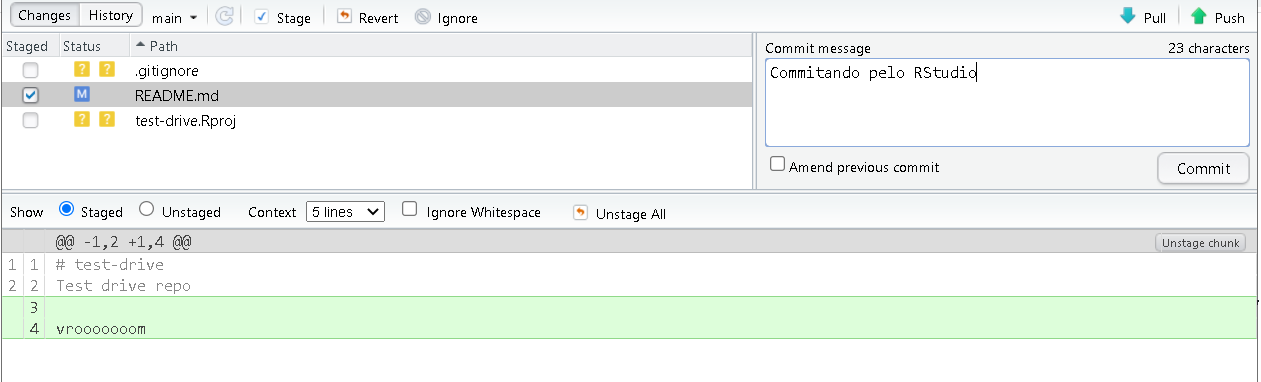 Changes History main Stage Revert Ignore Pull Push
Staged Status Path
? ? .gitignore
M README.md
? ? test-drive.Rproj
Commit message 23 characters
Commitando pelo RStudio
Amend previous commit Commit
Show Staged Unstaged Context 5 lines Ignore Whitespace Unstage All
@@ -1,2 +1,4 @@ Unstage chunk
1 1 # test-drive
2 2 Test drive repo
3
4 vrooooooom